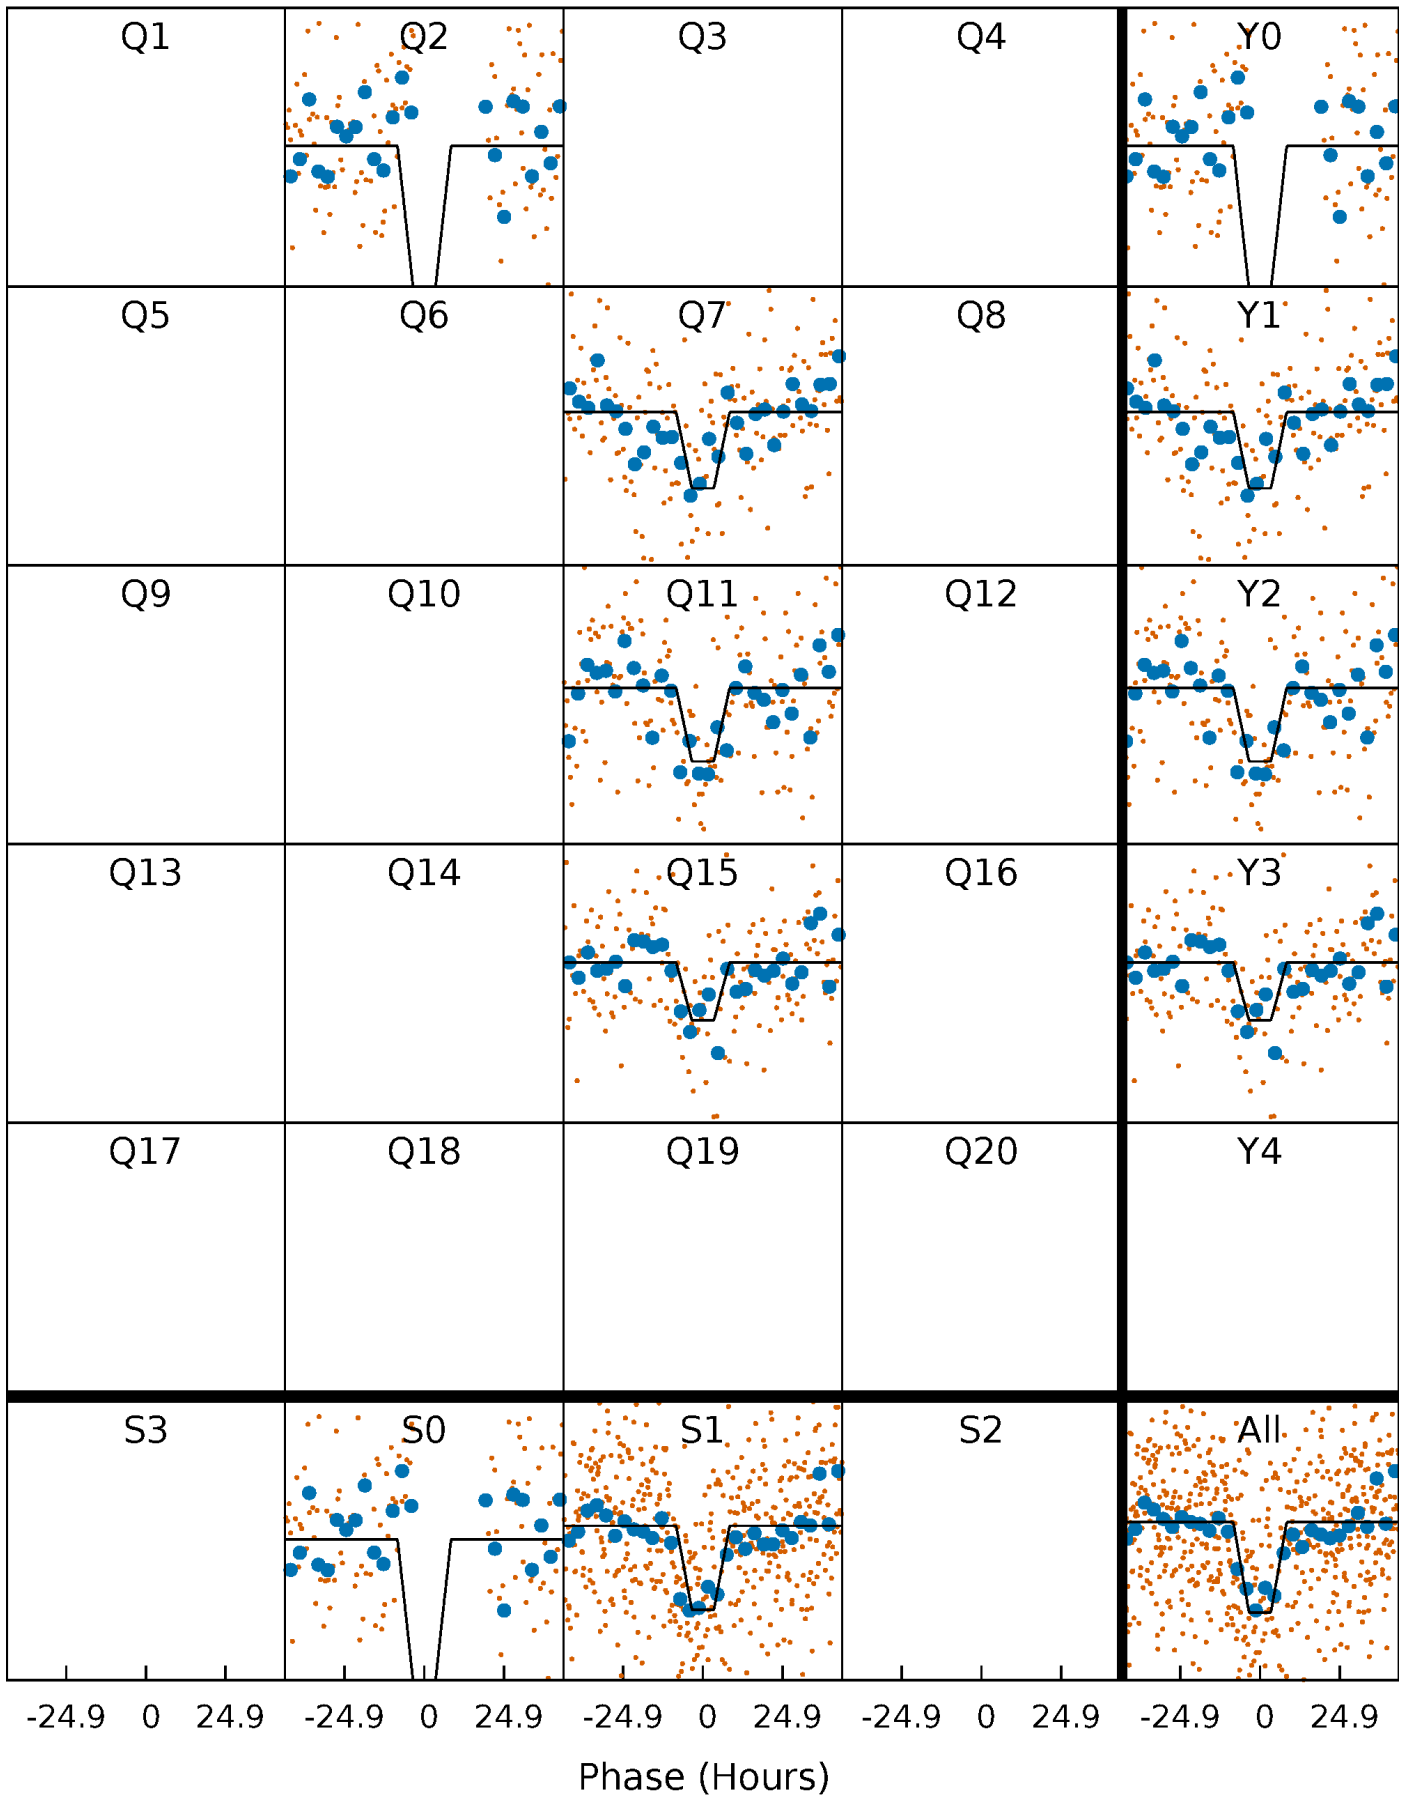 Q1 Q2 Q3 Q4 Y0
Q5 Q6 Q7 Q8 Y1
Q9 Q10 Q11 Q12 Y2
Q13 Q14 Q15 Q16 Y3
Q17 Q18 Q19 Q20 Y4
S3 S0 S1 S2 All
-24.9 0 24.9 -24.9 0 24.9 -24.9 0 24.9 -24.9 0 24.9 -24.9 0 24.9
Phase (Hours)